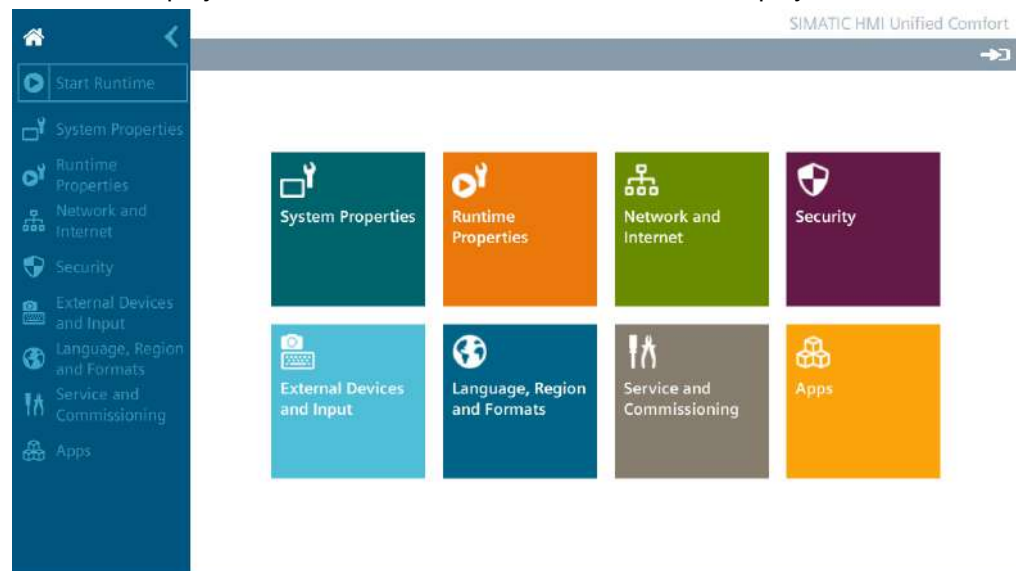 SIMATIC HMI Unified Comfort
Start Runtime
System Properties
Runtime
Properties
Network and
Internet
Security
External Devices
and Input
Language, Region
and Formats
Service and
Commissioning
Apps
System Properties
Runtime
Properties
Network and
Internet
Security
External Devices
and Input
Language, Region
and Formats
Service and
Commissioning
Apps